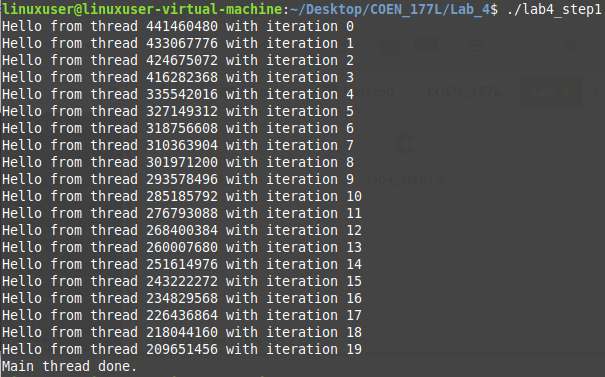 linuxuser@linuxuser-virtual-machine:~/Desktop/COEN_177L/Lab_4$ ./lab4_step1
Hello from thread 441460480 with iteration 0
Hello from thread 433067776 with iteration 1
Hello from thread 424675072 with iteration 2
Hello from thread 416282368 with iteration 3
Hello from thread 335542016 with iteration 4
Hello from thread 327149312 with iteration 5
Hello from thread 318756608 with iteration 6
Hello from thread 310363904 with iteration 7
Hello from thread 301971200 with iteration 8
Hello from thread 293578496 with iteration 9
Hello from thread 285185792 with iteration 10
Hello from thread 276793088 with iteration 11
Hello from thread 268400384 with iteration 12
Hello from thread 260007680 with iteration 13
Hello from thread 251614976 with iteration 14
Hello from thread 243222272 with iteration 15
Hello from thread 234829568 with iteration 16
Hello from thread 226436864 with iteration 17
Hello from thread 218044160 with iteration 18
Hello from thread 209651456 with iteration 19
Main thread done.